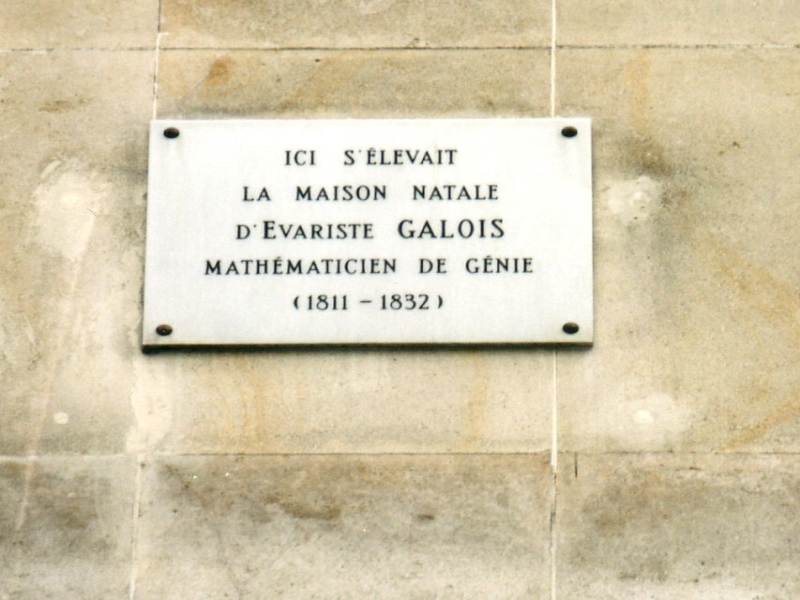 ICI S'ÉLEVAIT
LA MAISON NATALE
D'EVARISTE GALOIS
MATHÉMATICIEN DE GÉNIE
(1811 - 1832)